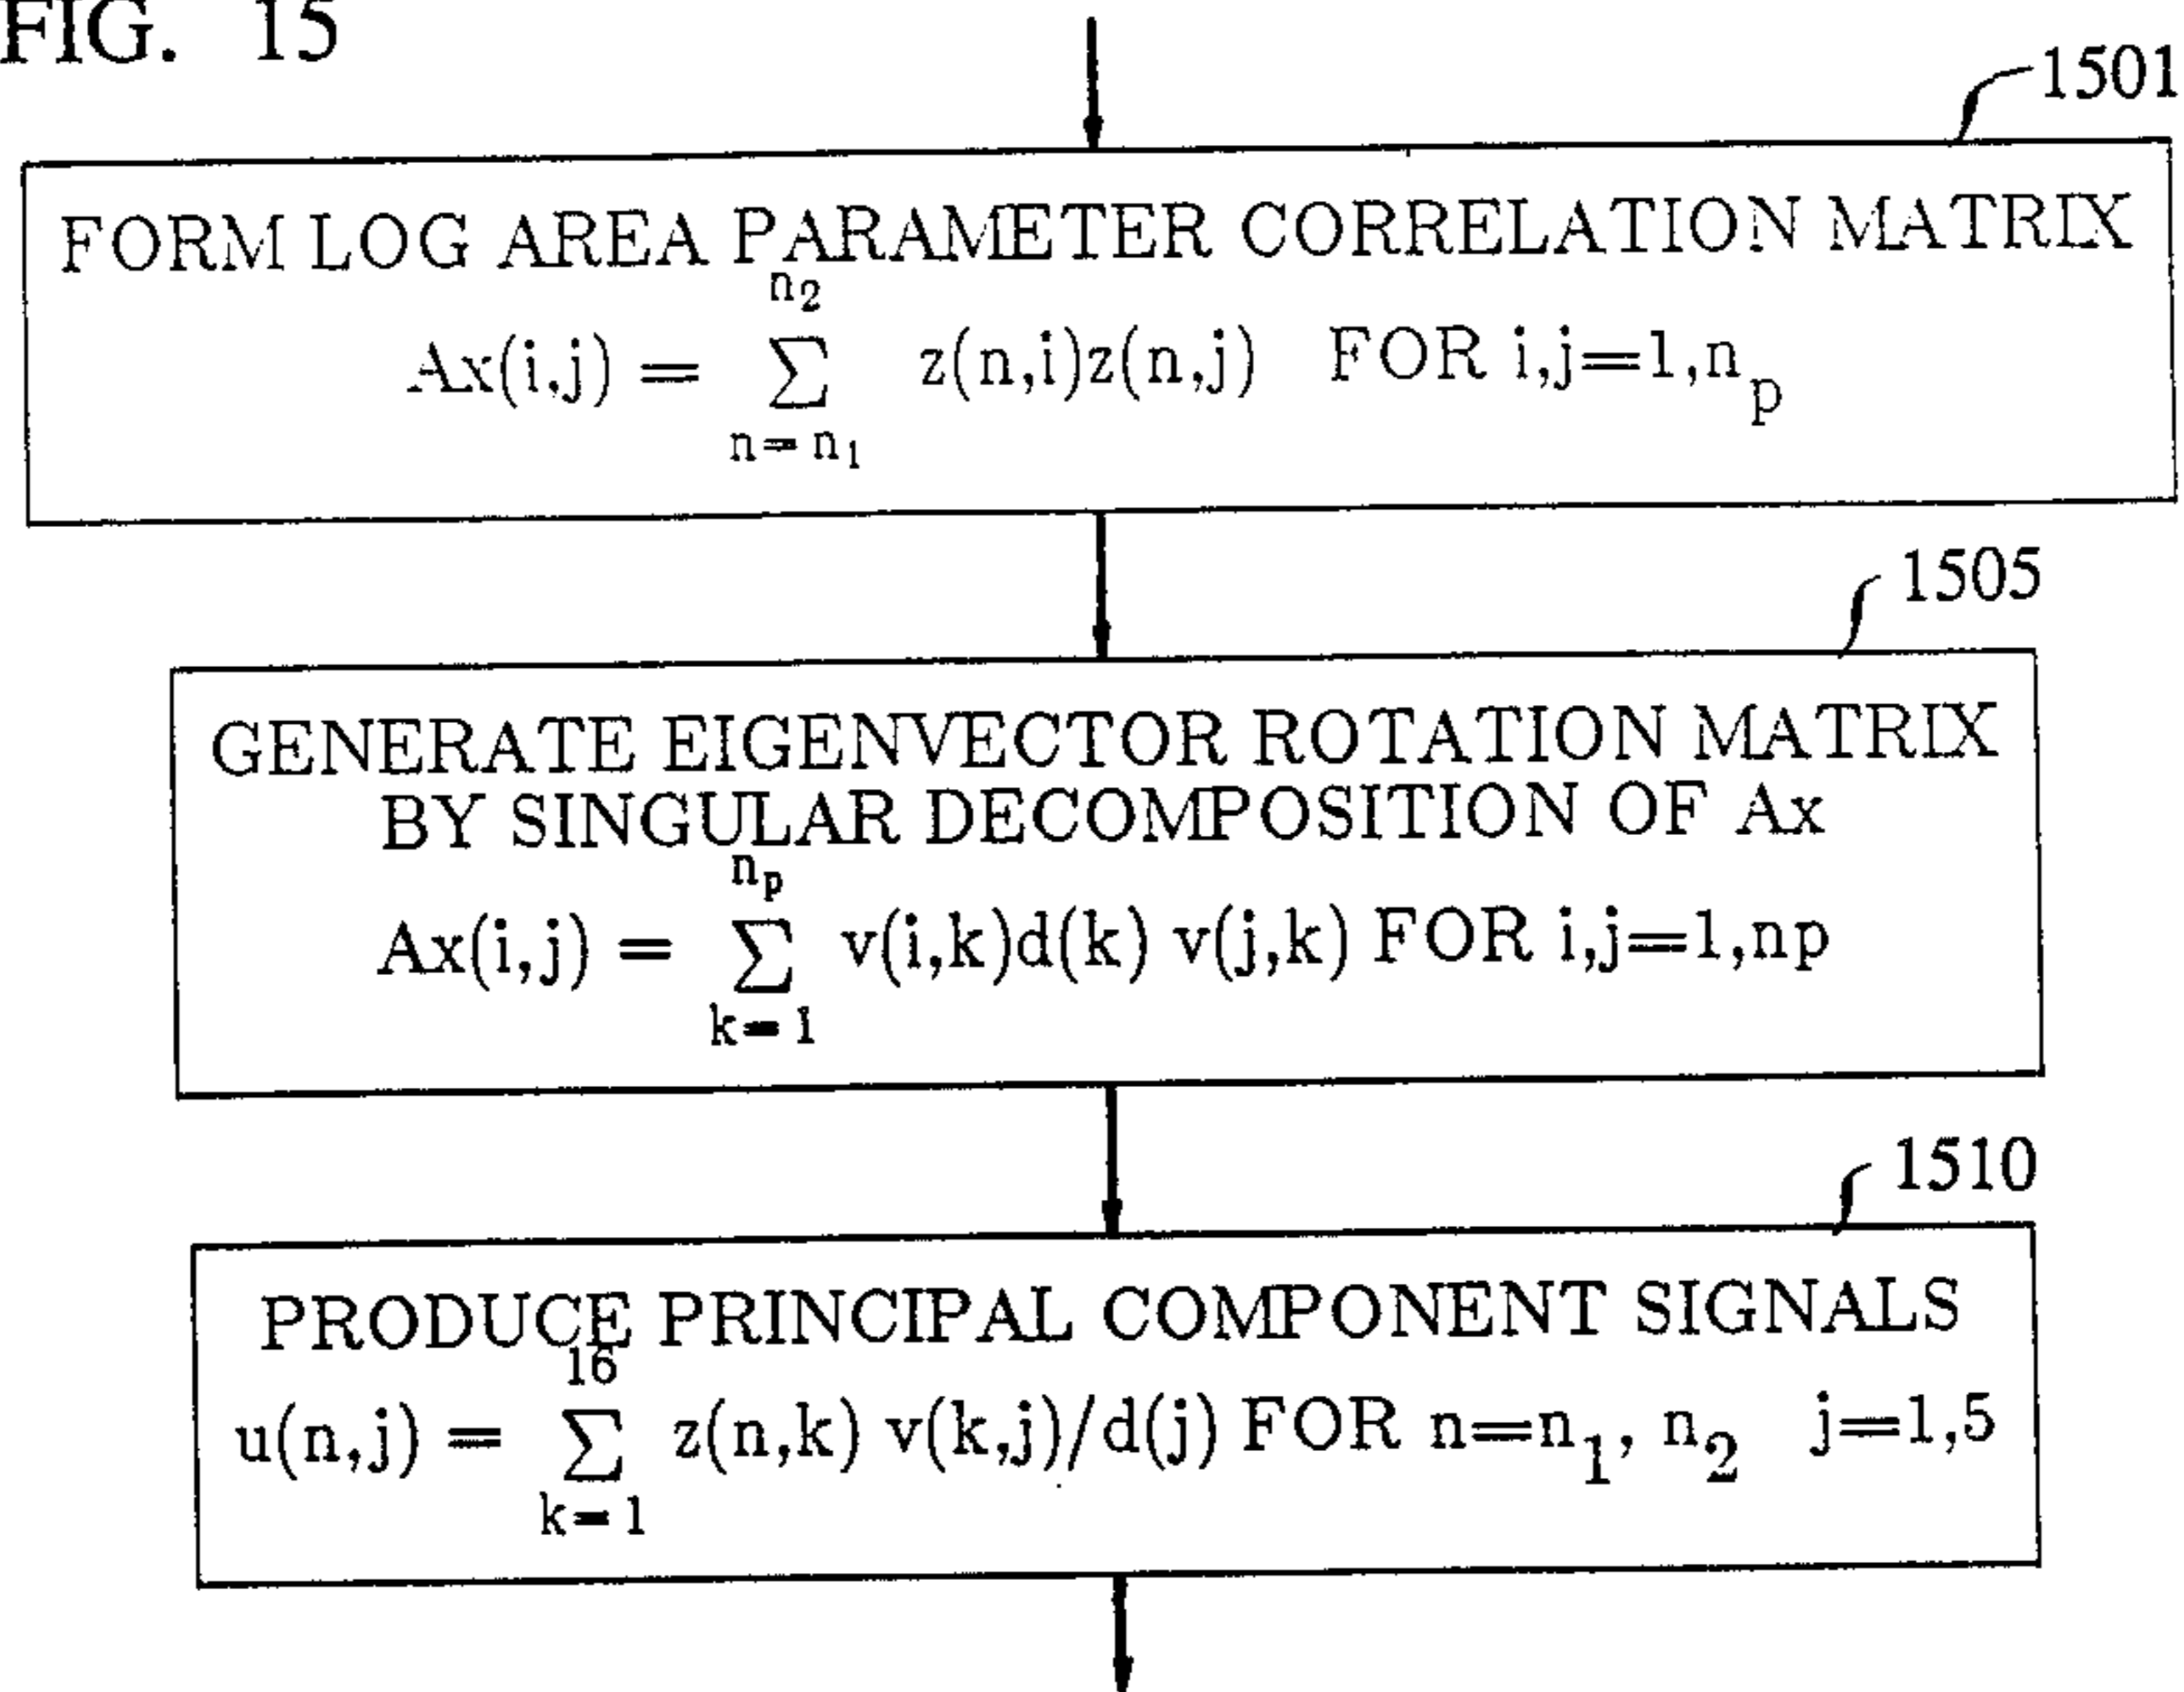 FIG. 15
1501
FORM LOG AREA PARAMETER CORRELATION MATRIX
n₂
Ax(i,j) = ∑ z(n,i)z(n,j) FOR i,j=1,nₚ
n=n₁
1505
GENERATE EIGENVECTOR ROTATION MATRIX
BY SINGULAR DECOMPOSITION OF Ax
nₚ
Ax(i,j) = ∑ v(i,k)d(k) v(j,k) FOR i,j=1,np
k=1
1510
PRODUCE PRINCIPAL COMPONENT SIGNALS
16
u(n,j) = ∑ z(n,k) v(k,j)/d(j) FOR n=n₁, n₂ j=1,5
k=1